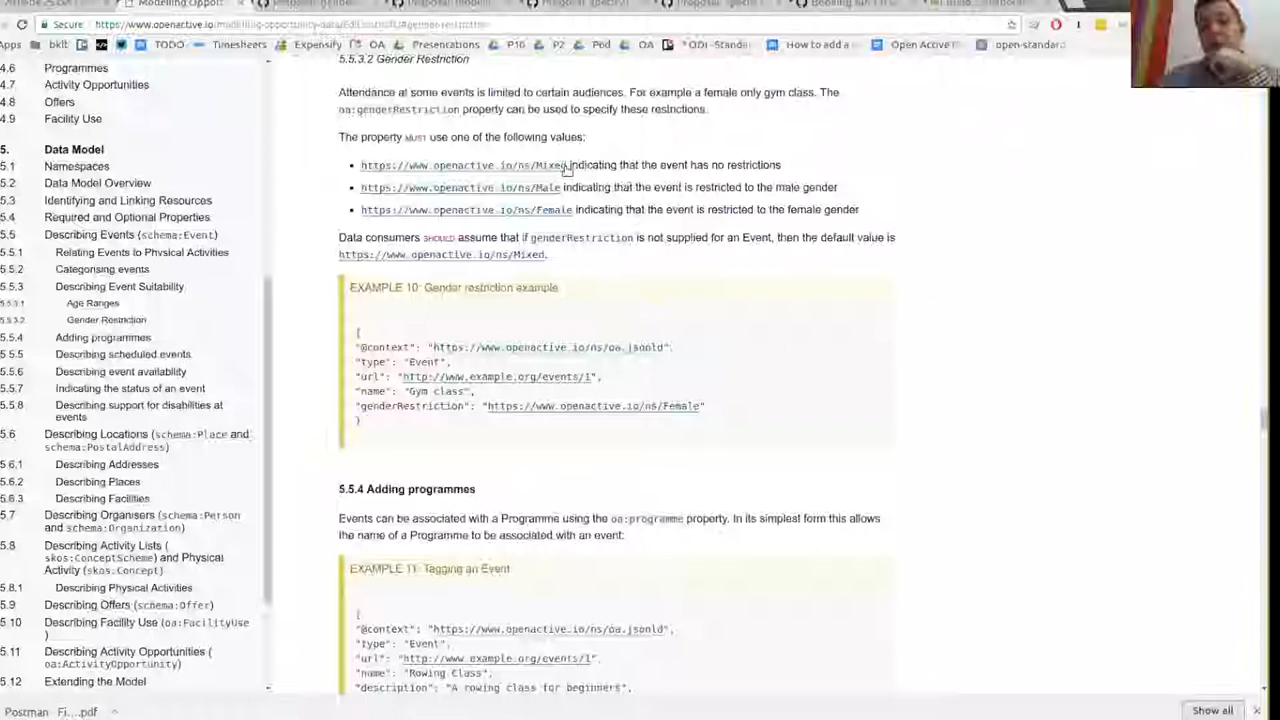 Secure https://www.openactive.io/modelling-opportunity-data/
Apps bklt TODO Timesheets Expensify OA Presentations P16 P2 Pod OA *ODI-Standa How to add a Open Active open-standard
4.6 Programmes
4.7 Activity Opportunities
4.8 Offers
4.9 Facility Use
5. Data Model
5.1 Namespaces
5.2 Data Model Overview
5.3 Identifying and Linking Resources
5.4 Required and Optional Properties
5.5 Describing Events (schema:Event)
5.5.1 Relating Events to Physical Activities
5.5.2 Categorising events
5.5.3 Describing Event Suitability
5.5.3.1 Age Ranges
5.5.3.2 Gender Restriction
5.5.4 Adding programmes
5.5.5 Describing scheduled events
5.5.6 Describing event availability
5.5.7 Indicating the status of an event
5.5.8 Describing support for disabilities at
events
5.6 Describing Locations (schema:Place and
schema:PostalAddress)
5.6.1 Describing Addresses
5.6.2 Describing Places
5.6.3 Describing Facilities
5.7 Describing Organisers (schema:Person
and schema:Organization)
5.8 Describing Activity Lists (
skos:ConceptScheme) and Physical
Activity (skos:Concept)
5.8.1 Describing Physical Activities
5.9 Describing Offers (schema:Offer)
5.10 Describing Facility Use (oa:FacilityUse
)
5.11 Describing Activity Opportunities (
oa:ActivityOpportunity)
5.12 Extending the Model
5.5.3.2 Gender Restriction
Attendance at some events is limited to certain audiences. For example a female only gym class. The
oa:genderRestriction property can be used to specify these restrictions.
The property MUST use one of the following values:
• https://www.openactive.io/ns/Mixed indicating that the event has no restrictions
• https://www.openactive.io/ns/Male indicating that the event is restricted to the male gender
• https://www.openactive.io/ns/Female indicating that the event is restricted to the female gender
Data consumers SHOULD assume that if genderRestriction is not supplied for an Event, then the default value is
https://www.openactive.io/ns/Mixed.
EXAMPLE 10: Gender restriction example
{
"@context": "https://www.openactive.io/ns/oa.jsonld",
"type": "Event",
"url": "http://www.example.org/events/1",
"name": "Gym class",
"genderRestriction": "https://www.openactive.io/ns/Female"
}
5.5.4 Adding programmes
Events can be associated with a Programme using the oa:programme property. In its simplest form this allows
the name of a Programme to be associated with an event:
EXAMPLE 11: Tagging an Event
{
"@context": "https://www.openactive.io/ns/oa.jsonld",
"type": "Event",
"url": "http://www.example.org/events/1",
"name": "Rowing Class",
"description": "A rowing class for beginners",
Postman Fi....pdf
Show all